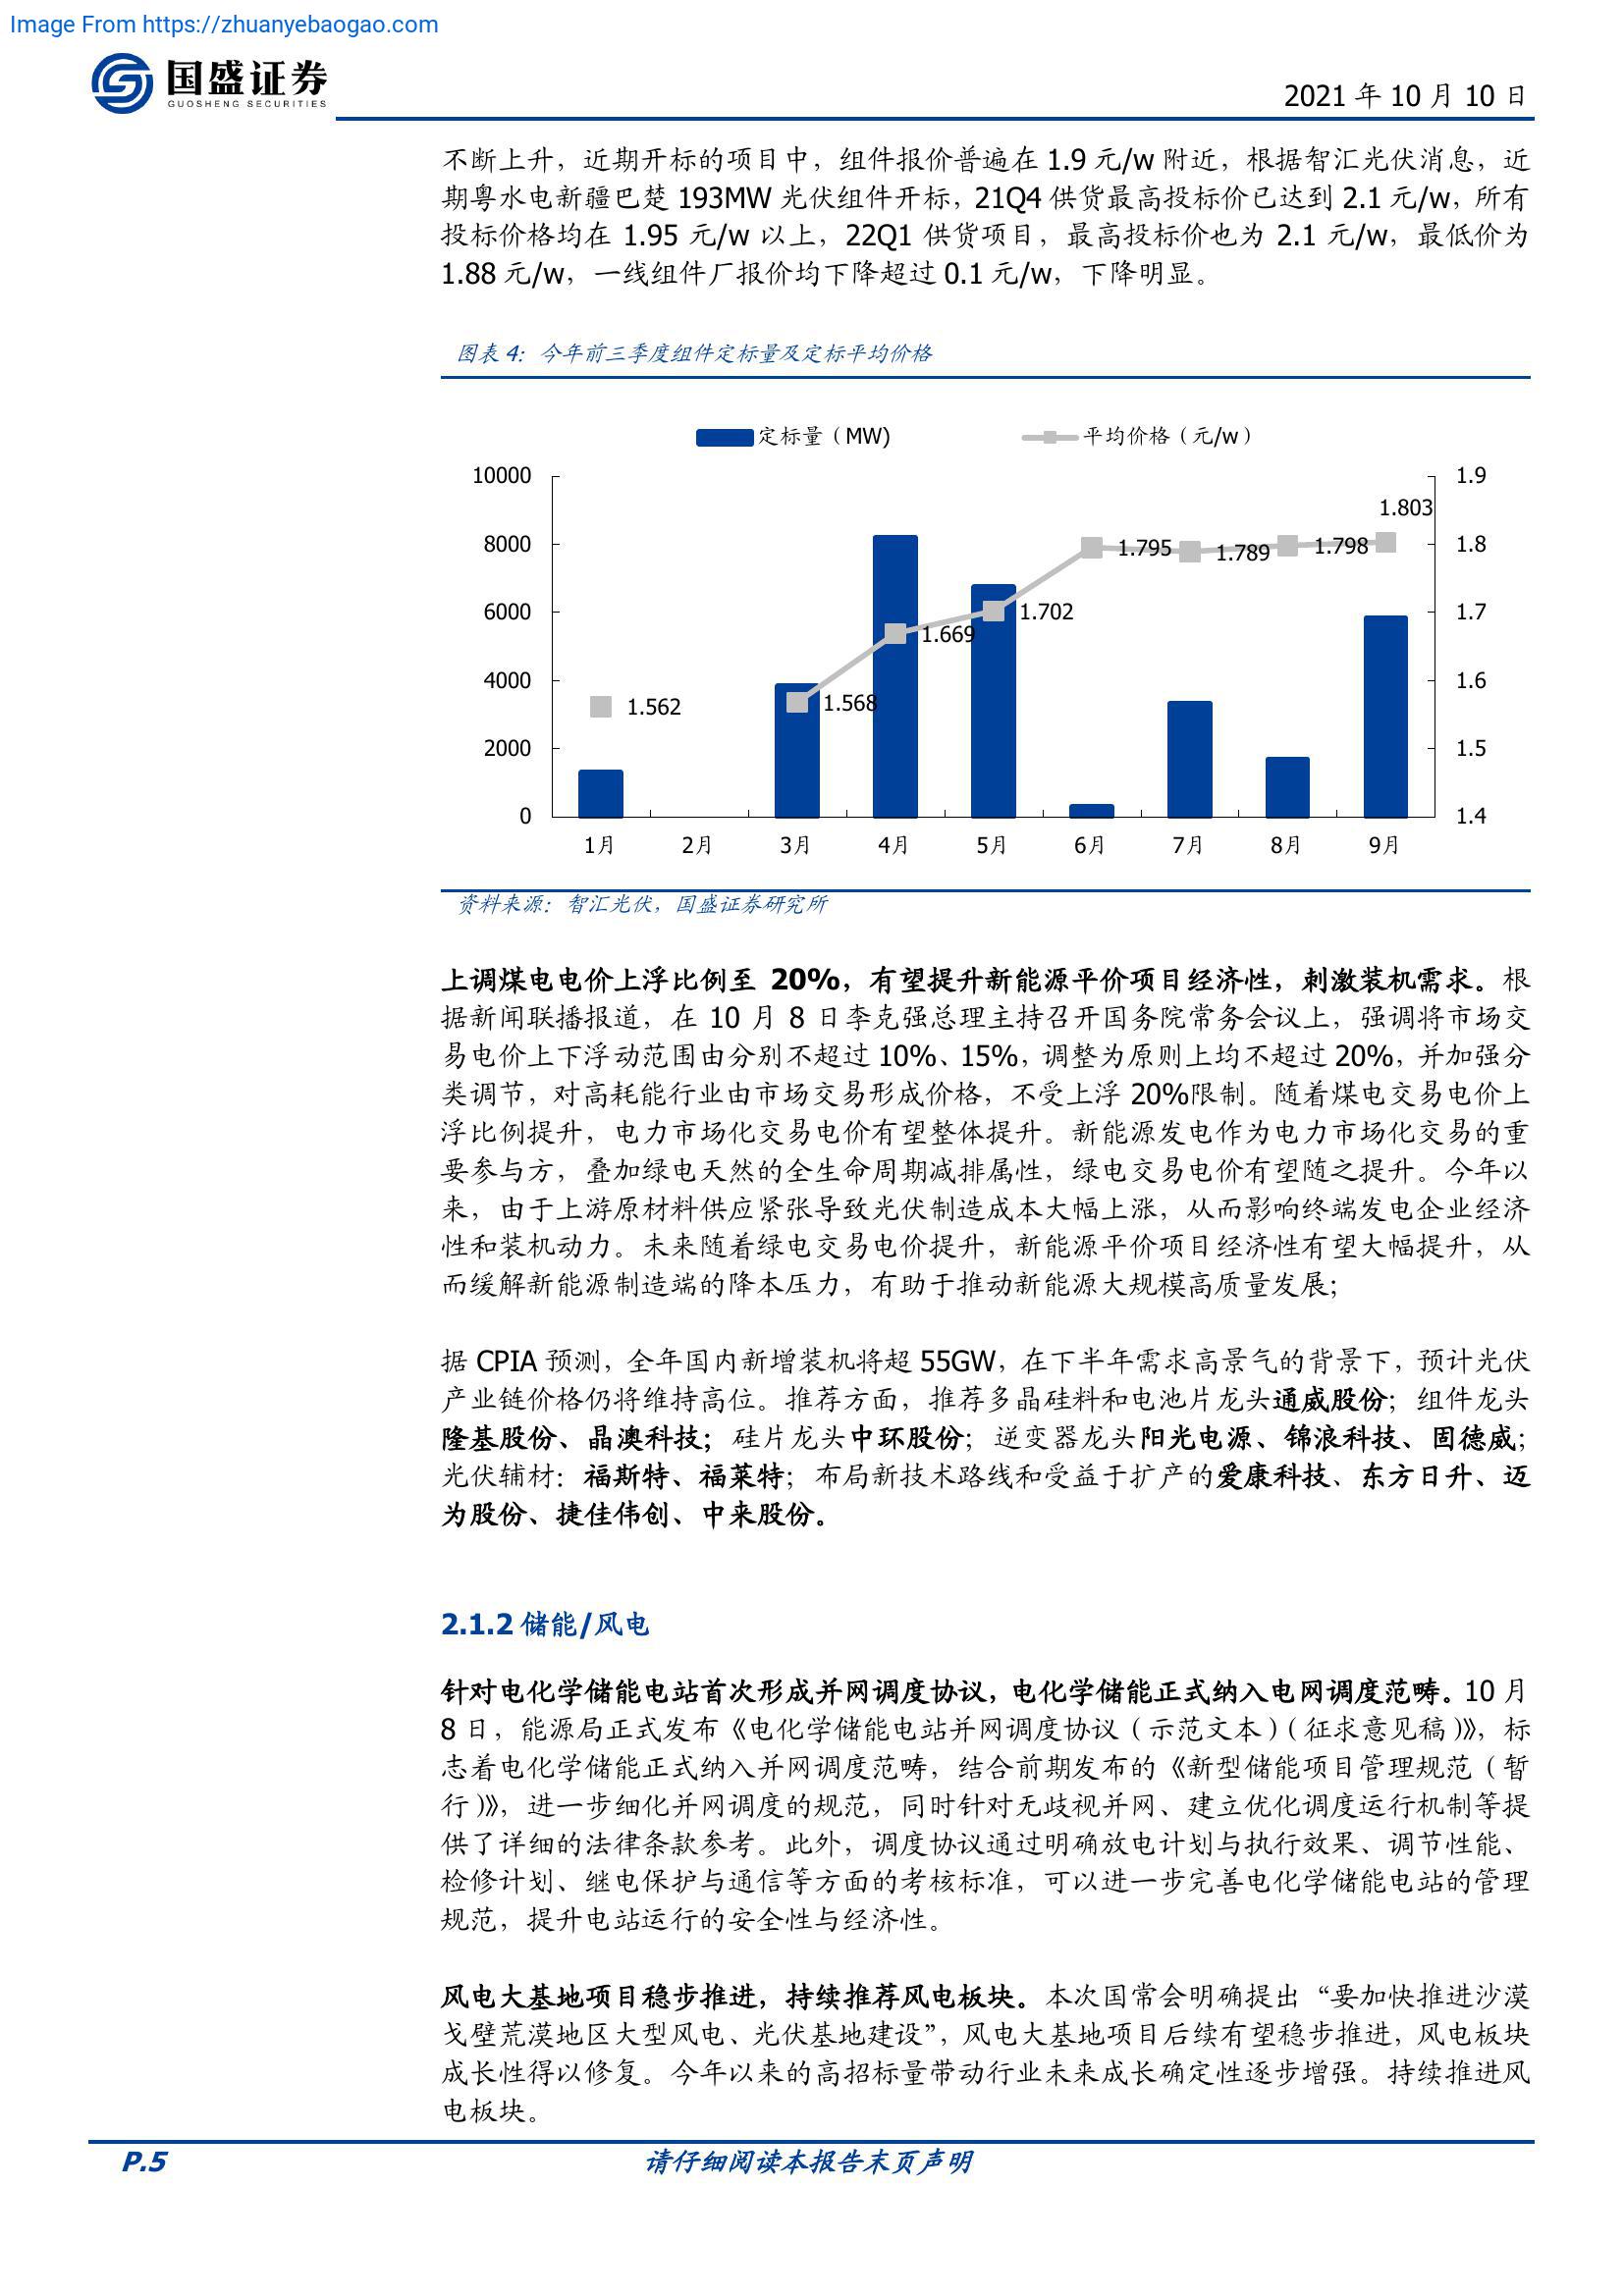 Image From https://zhuanyebaogao.com
国盛证券
GUOSHENG SECURITIES
2021 年 10 月 10 日
不断上升，近期开标的项目中，组件报价普遍在 1.9 元/w 附近，根据智汇光伏消息，近
期粤水电新疆巴楚 193MW 光伏组件开标，21Q4 供货最高投标价已达到 2.1 元/w，所有
投标价格均在 1.95 元/w 以上，22Q1 供货项目，最高投标价也为 2.1 元/w，最低价为
1.88 元/w，一线组件厂报价均下降超过 0.1 元/w，下降明显。
图表 4：今年前三季度组件定标量及定标平均价格
定标量（MW) 平均价格（元/w）
10000 1.9
1.803
8000 1.795 1.789 1.798 1.8
6000 1.702 1.7
1.669
4000 1.6
1.562 1.568
2000 1.5
0 1.4
1月 2月 3月 4月 5月 6月 7月 8月 9月
资料来源：智汇光伏，国盛证券研究所
上调煤电电价上浮比例至 20%，有望提升新能源平价项目经济性，刺激装机需求。根
据新闻联播报道，在 10 月 8 日李克强总理主持召开国务院常务会议上，强调将市场交
易电价上下浮动范围由分别不超过 10%、15%，调整为原则上均不超过 20%，并加强分
类调节，对高耗能行业由市场交易形成价格，不受上浮 20%限制。随着煤电交易电价上
浮比例提升，电力市场化交易电价有望整体提升。新能源发电作为电力市场化交易的重
要参与方，叠加绿电天然的全生命周期减排属性，绿电交易电价有望随之提升。今年以
来，由于上游原材料供应紧张导致光伏制造成本大幅上涨，从而影响终端发电企业经济
性和装机动力。未来随着绿电交易电价提升，新能源平价项目经济性有望大幅提升，从
而缓解新能源制造端的降本压力，有助于推动新能源大规模高质量发展；
据 CPIA 预测，全年国内新增装机将超 55GW，在下半年需求高景气的背景下，预计光伏
产业链价格仍将维持高位。推荐方面，推荐多晶硅料和电池片龙头通威股份；组件龙头
隆基股份、晶澳科技；硅片龙头中环股份；逆变器龙头阳光电源、锦浪科技、固德威；
光伏辅材：福斯特、福莱特；布局新技术路线和受益于扩产的爱康科技、东方日升、迈
为股份、捷佳伟创、中来股份。
2.1.2 储能/风电
针对电化学储能电站首次形成并网调度协议，电化学储能正式纳入电网调度范畴。10 月
8 日，能源局正式发布《电化学储能电站并网调度协议（示范文本）（征求意见稿）》，标
志着电化学储能正式纳入并网调度范畴，结合前期发布的《新型储能项目管理规范（暂
行）》，进一步细化并网调度的规范，同时针对无歧视并网、建立优化调度运行机制等提
供了详细的法律条款参考。此外，调度协议通过明确放电计划与执行效果、调节性能、
检修计划、继电保护与通信等方面的考核标准，可以进一步完善电化学储能电站的管理
规范，提升电站运行的安全性与经济性。
风电大基地项目稳步推进，持续推荐风电板块。本次国常会明确提出“要加快推进沙漠
戈壁荒漠地区大型风电、光伏基地建设”，风电大基地项目后续有望稳步推进，风电板块
成长性得以修复。今年以来的高招标量带动行业未来成长确定性逐步增强。持续推进风
电板块。
P.5 请仔细阅读本报告末页声明